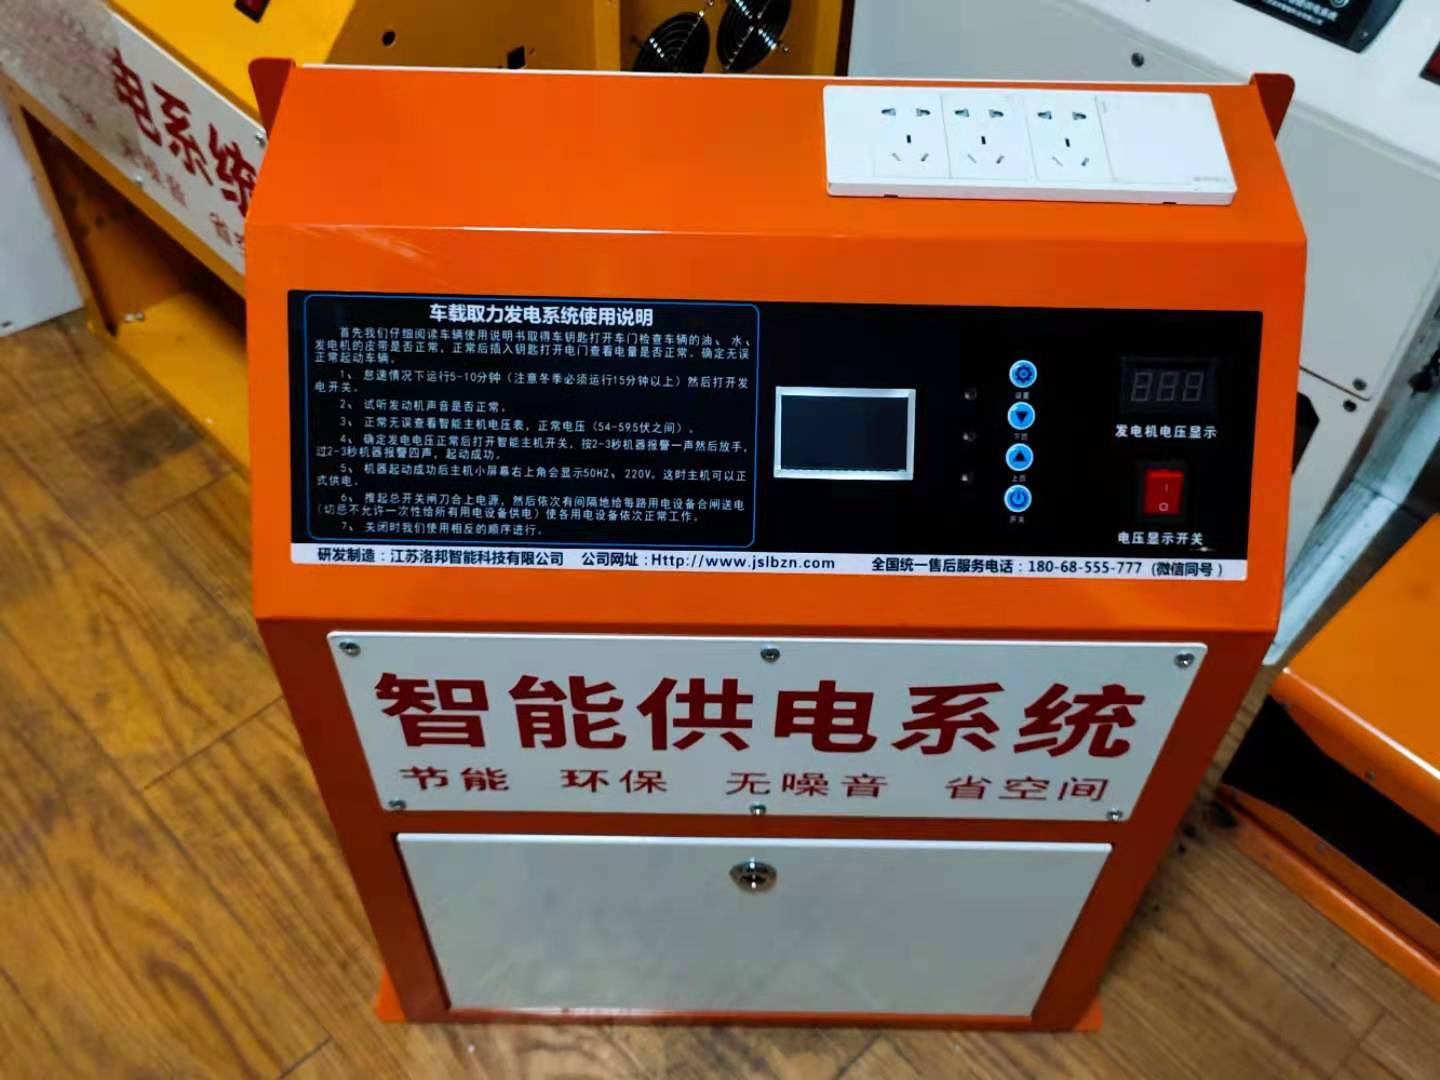 电系统
噪音 省空
车载取力发电系统使用说明
首先我们仔细阅读车辆使用说明书取得车钥匙打开车门检查车辆的油、水、
发电机的皮带是否正常,正常后插入钥匙打开电门查看电量是否正常。确定无误
正常起动车辆。
1、怠速情况下运行5-10分钟（注意冬季必须运行15分钟以上）然后打开发
电开关。
2、试听发动机声音是否正常。
3、正常无误查看智能主机电压表，正常电压（54-595伏之间）。
4、确定发电电压正常后打开智能主机开关，按2-3秒机器报警一声然后放手，
过2-3秒机器报警四声，起动成功。
5、机器起动成功后主机小屏幕右上角会显示50HZ、220V。这时主机可以正
式供电。
6、推起总开关闸刀合上电源，然后依次有间隔地给每路用电设备合闸送电
（切忌不允许一次性给所有用电设备供电）使各用电设备依次正常工作。
7、关闭时我们使用相反的顺序进行。
设置
下页
上页
开关
发电机电压显示
电压显示开关
研发制造：江苏洛邦智能科技有限公司 公司网址：Http://www.jslbzn.com 全国统一售后服务电话：180-68-555-777（微信同号）
智能供电系统
节能 环保 无噪音 省空间